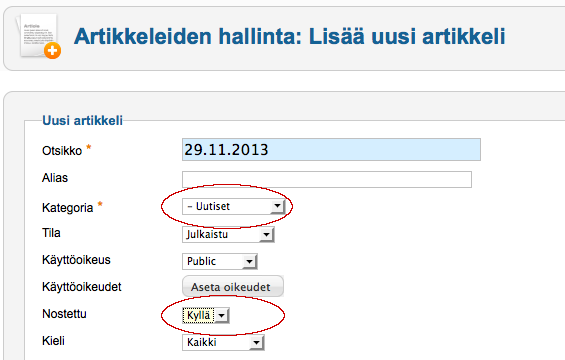 Artikkeleiden hallinta: Lisää uusi artikkeli
Uusi artikkeli
Otsikko * 29.11.2013
Alias
Kategoria * - Uutiset
Tila Julkaistu
Käyttöoikeus Public
Käyttöoikeudet Aseta oikeudet
Nostettu Kyllä
Kieli Kaikki